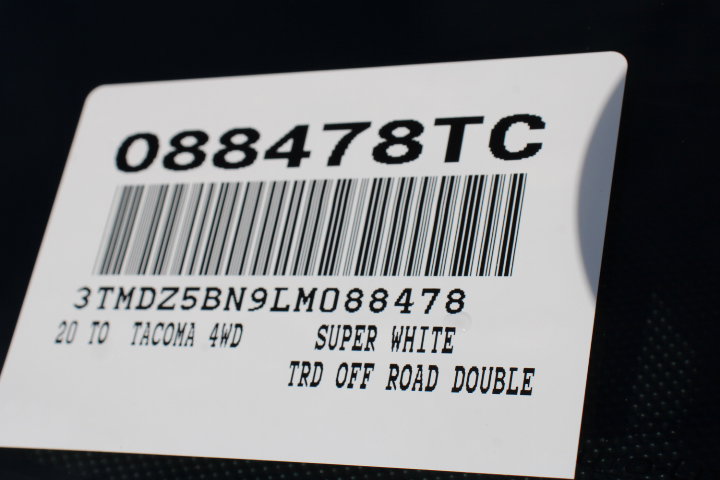 088478TC
3TMDZ5BN9LM088478
20 TO TACOMA 4WD SUPER WHITE
TRD OFF ROAD DOUBLE